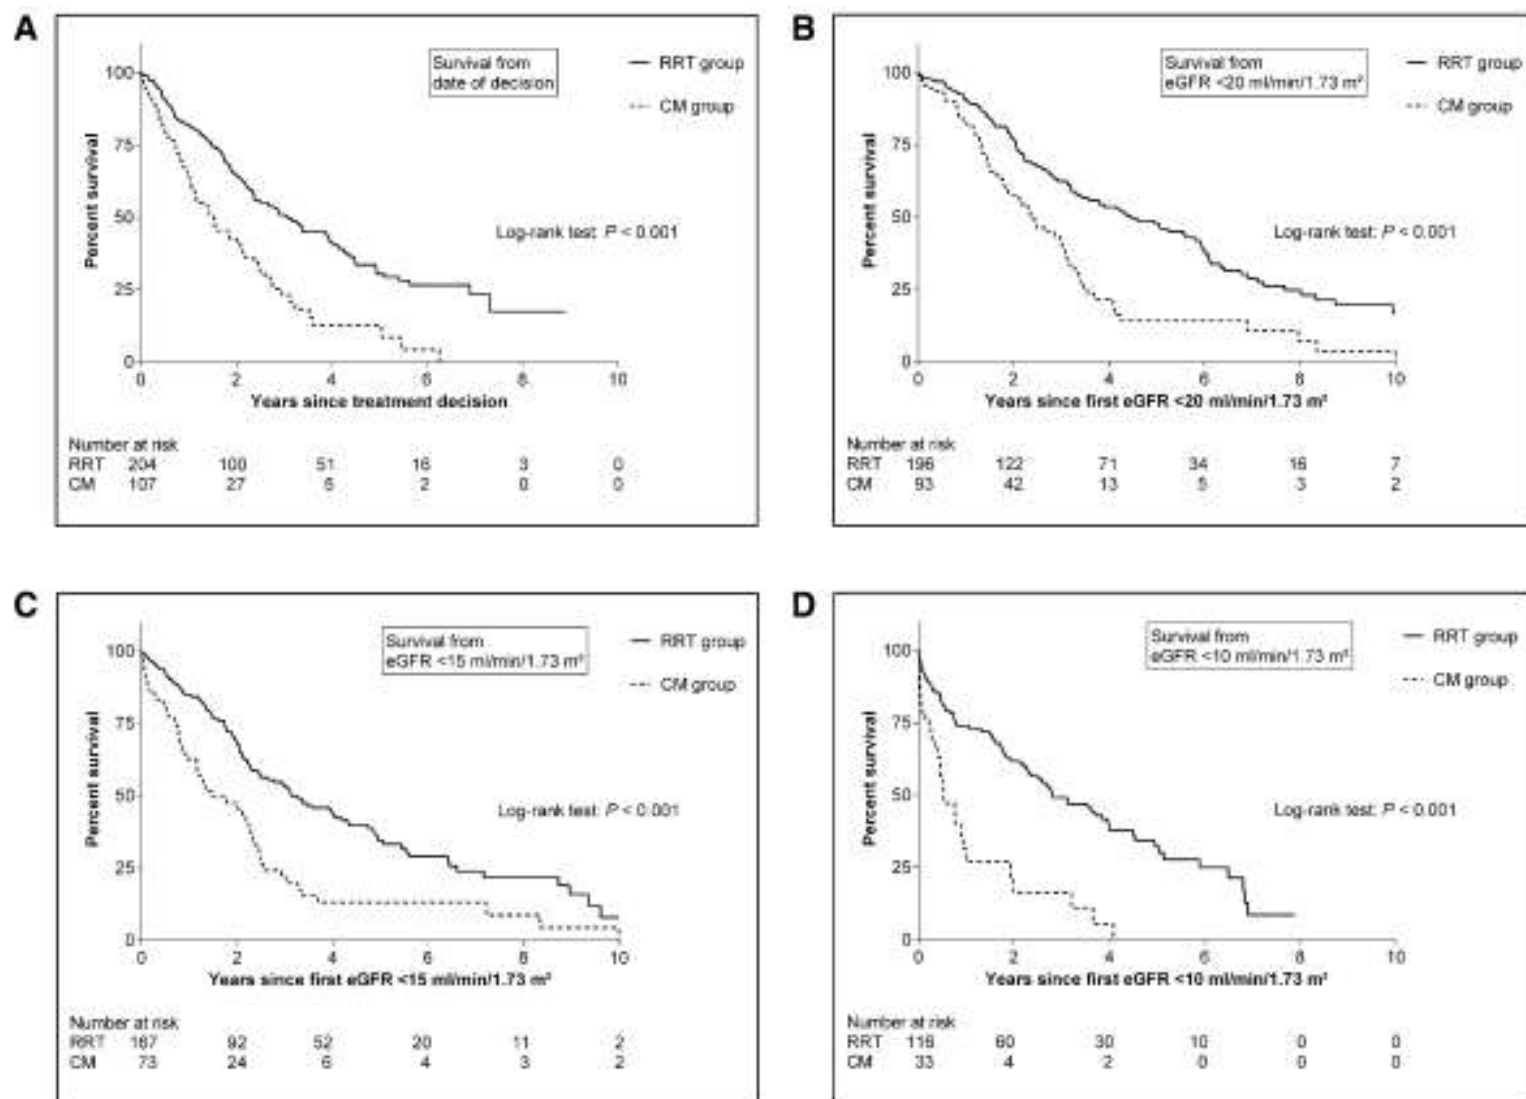 A
Survival from
date of decision
RRT group
CM group
100
75
50
25
0
Percent survival
Log-rank test: P < 0.001
0 2 4 6 8 10
Years since treatment decision
Number at risk
RRT 204 100 51 16 3 0
CM 107 27 6 2 0 0
B
Survival from
eGFR <20 ml/min/1.73 m²
RRT group
CM group
100
75
50
25
0
Percent survival
Log-rank test: P < 0.001
0 2 4 6 8 10
Years since first eGFR <20 ml/min/1.73 m²
Number at risk
RRT 196 122 71 34 16 7
CM 93 42 13 5 3 2
C
Survival from
eGFR <15 ml/min/1.73 m²
RRT group
CM group
100
75
50
25
0
Percent survival
Log-rank test: P < 0.001
0 2 4 6 8 10
Years since first eGFR <15 ml/min/1.73 m²
Number at risk
RRT 187 92 52 20 11 2
CM 73 24 6 4 3 2
D
Survival from
eGFR <10 ml/min/1.73 m²
RRT group
CM group
100
75
50
25
0
Percent survival
Log-rank test: P < 0.001
0 2 4 6 8 10
Years since first eGFR <10 ml/min/1.73 m²
Number at risk
RRT 116 60 30 10 0 0
CM 33 4 2 0 0 0